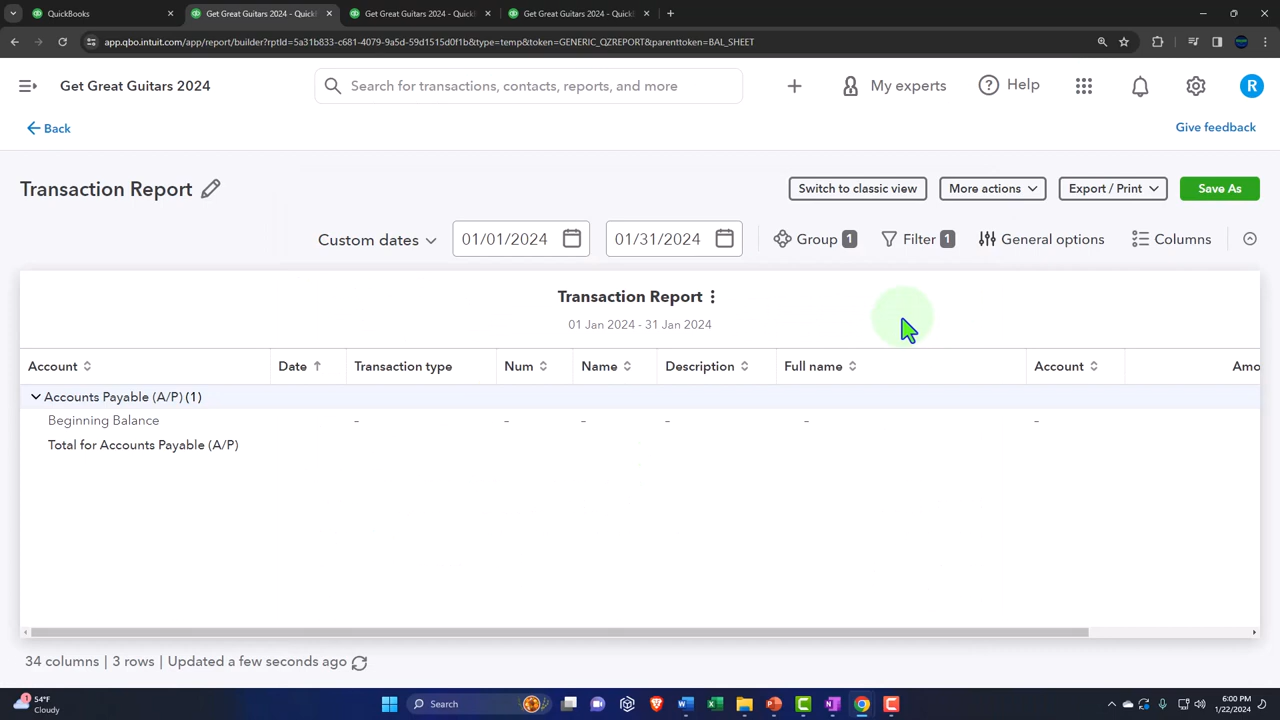 QuickBooks
Get Great Guitars 2024 - QuickB
Get Great Guitars 2024 - QuickB
Get Great Guitars 2024 - QuickB
app.qbo.intuit.com/app/report/builder?rptId=5a31b833-c681-4079-9a5d-59d1515d0f1b&type=temp&token=GENERIC_QZREPORT&parenttoken=BAL_SHEET
Get Great Guitars 2024
Search for transactions, contacts, reports, and more
My experts
Help
R
Back
Give feedback
Transaction Report
Switch to classic view
More actions
Export / Print
Save As
Custom dates
01/01/2024
01/31/2024
Group 1
Filter 1
General options
Columns
Transaction Report
01 Jan 2024 - 31 Jan 2024
Account Date Transaction type Num Name Description Full name Account Amo
Accounts Payable (A/P) (1)
Beginning Balance - - - - - -
Total for Accounts Payable (A/P)
34 columns | 3 rows | Updated a few seconds ago
1
54°F
Cloudy
Search
6:00 PM
1/22/2024